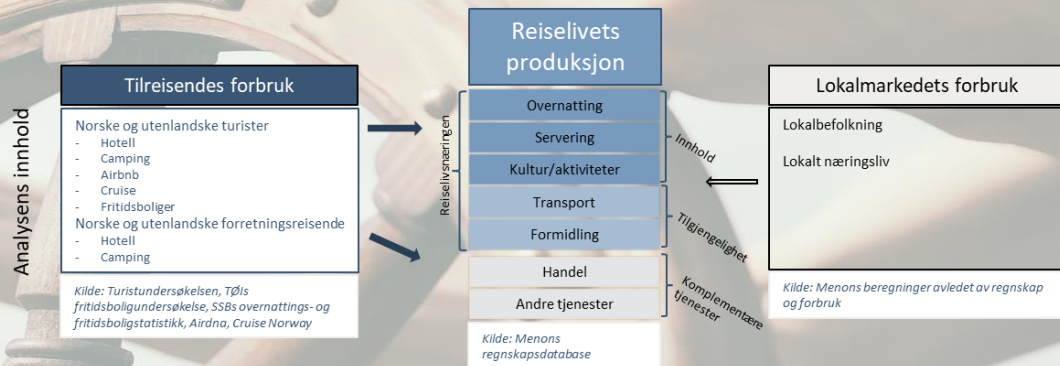 Analysens innhold
Tilreisendes forbruk
Norske og utenlandske turister
- Hotell
- Camping
- Airbnb
- Cruise
- Fritidsboliger
Norske og utenlandske forretningsreisende
- Hotell
- Camping
Kilde: Turistundersøkelsen, TØIs
fritidsboligundersøkelse, SSBs overnattings- og
fritidsboligstatistikk, Airdna, Cruise Norway
Reiselivets
produksjon
Reiselivsnæringen
Overnatting
Servering
Kultur/aktiviteter
Transport
Formidling
Handel
Andre tjenester
Innhold
Tilgjengelighet
Komplementære
tjenester
Kilde: Menons
regnskapsdatabase
Lokalmarkedets forbruk
Lokalbefolkning
Lokalt næringsliv
Kilde: Menons beregninger avledet av regnskap
og forbruk